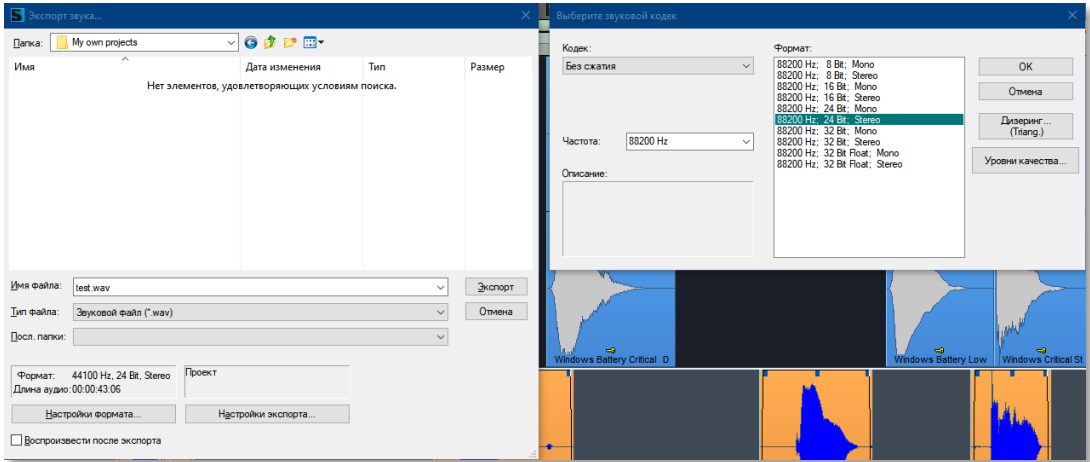 Экспорт звука...
Папка: My own projects
Имя Дата изменения Тип Размер
Нет элементов, удовлетворяющих условиям поиска.
Имя файла: test.wav Экспорт
Тип файла: Звуковой файл (*.wav) Отмена
Посл. папки:
Формат: 44100 Hz, 24 Bit, Stereo
Длина аудио: 00:00:43:06
Проект
Настройки формата... Настройки экспорта...
Воспроизвести после экспорта
Выберите звуковой кодек
Кодек:
Без сжатия
Частота: 88200 Hz
Описание:
Формат:
88200 Hz; 8 Bit; Mono
88200 Hz; 8 Bit; Stereo
88200 Hz; 16 Bit; Mono
88200 Hz; 16 Bit; Stereo
88200 Hz; 24 Bit; Mono
88200 Hz; 24 Bit; Stereo
88200 Hz; 32 Bit; Mono
88200 Hz; 32 Bit; Stereo
88200 Hz; 32 Bit Float; Mono
88200 Hz; 32 Bit Float; Stereo
OK
Отмена
Дизеринг...
(Triang.)
Уровни качества...
Windows Battery Critical D
Windows Battery Low
Windows Critical St